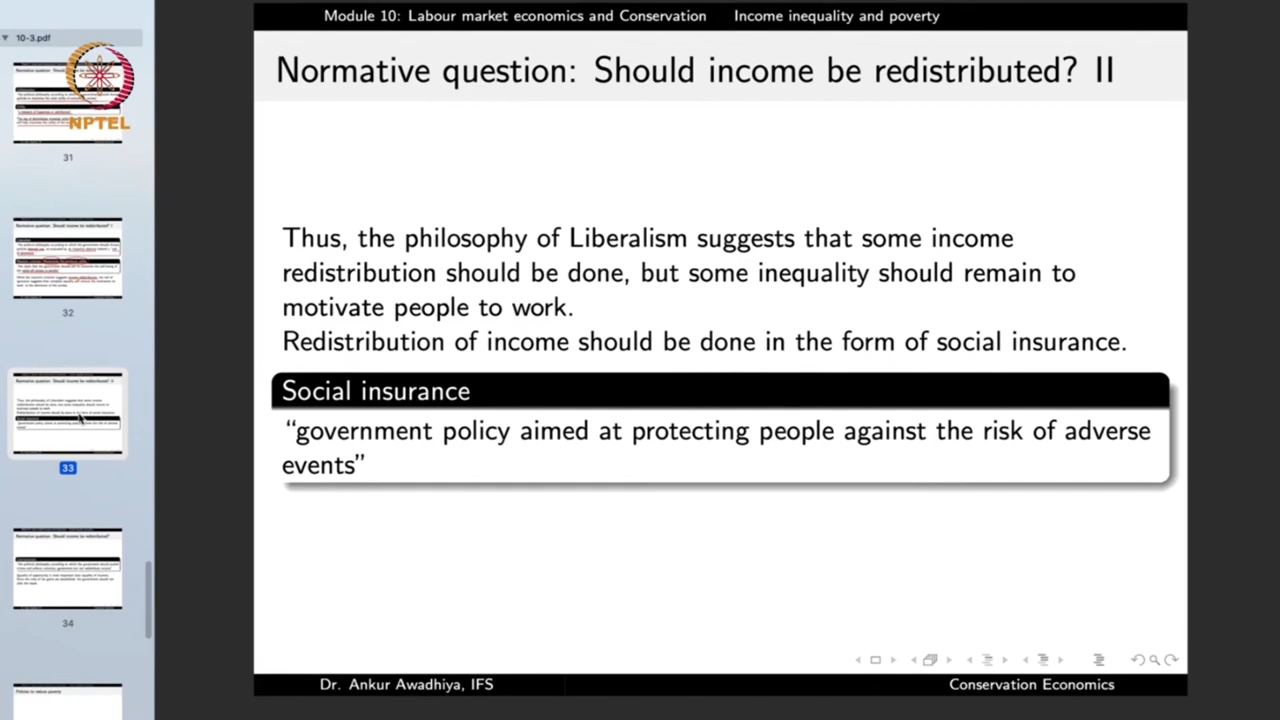 Module 10: Labour market economics and Conservation Income inequality and poverty
10-3.pdf
NPTEL
31
32
33
34
Normative question: Should income be redistributed? II
Thus, the philosophy of Liberalism suggests that some income
redistribution should be done, but some inequality should remain to
motivate people to work.
Redistribution of income should be done in the form of social insurance.
Social insurance
“government policy aimed at protecting people against the risk of adverse
events”
Dr. Ankur Awadhiya, IFS Conservation Economics